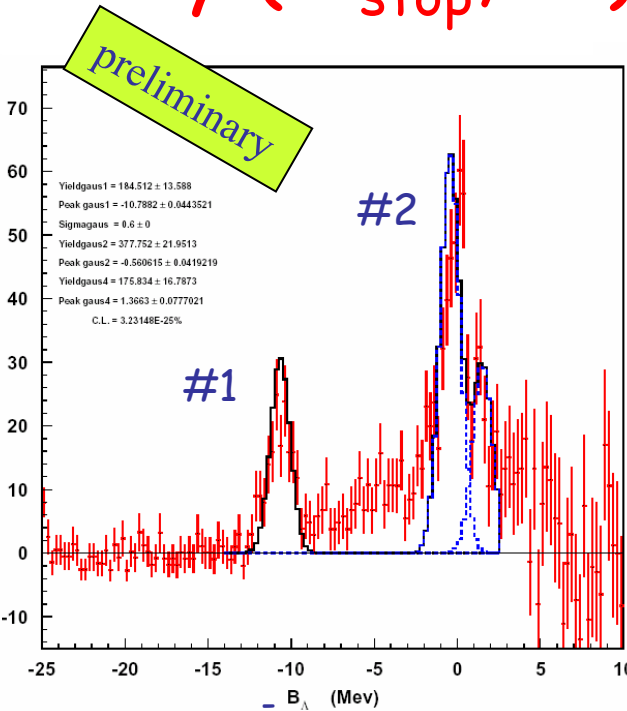 stop,
preliminary
Yieldgaus1 = 184.512 ± 13.588
Peak gaus1 = -10.7882 ± 0.0443521
Sigmagaus = 0.6 ± 0
Yieldgaus2 = 377.752 ± 21.9513
Peak gaus2 = -0.560615 ± 0.0419219
Yieldgaus4 = 175.834 ± 16.7873
Peak gaus4 = 1.3663 ± 0.0777021
C.L. = 3.23148E-25%
#2
#1
70
60
50
40
30
20
10
0
-10
-25 -20 -15 -10 -5 0 5
- B_Λ (Mev)